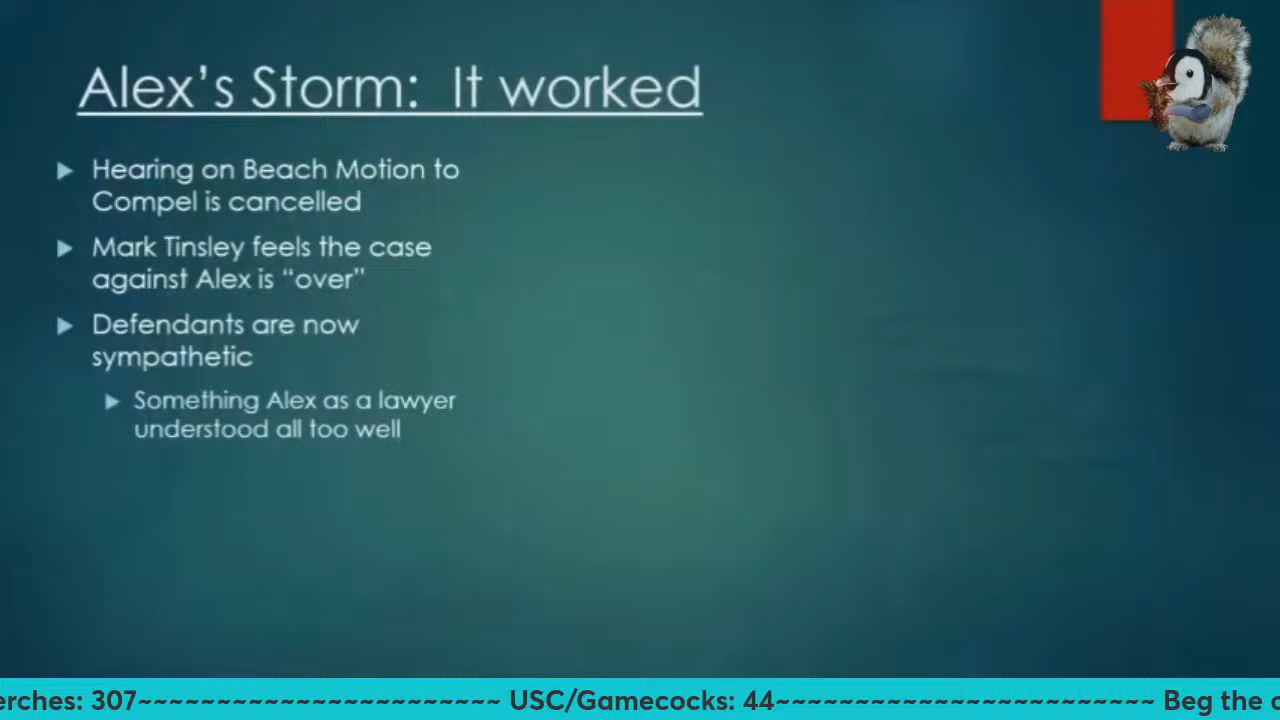 Alex’s Storm: It worked
Hearing on Beach Motion to
Compel is cancelled
Mark Tinsley feels the case
against Alex is “over”
Defendants are now
sympathetic
Something Alex as a lawyer
understood all too well
erches: 307~~~~~~~~~~~~~~~~~~~~~~~ USC/Gamecocks: 44~~~~~~~~~~~~~~~~~~~~~~~~ Beg the